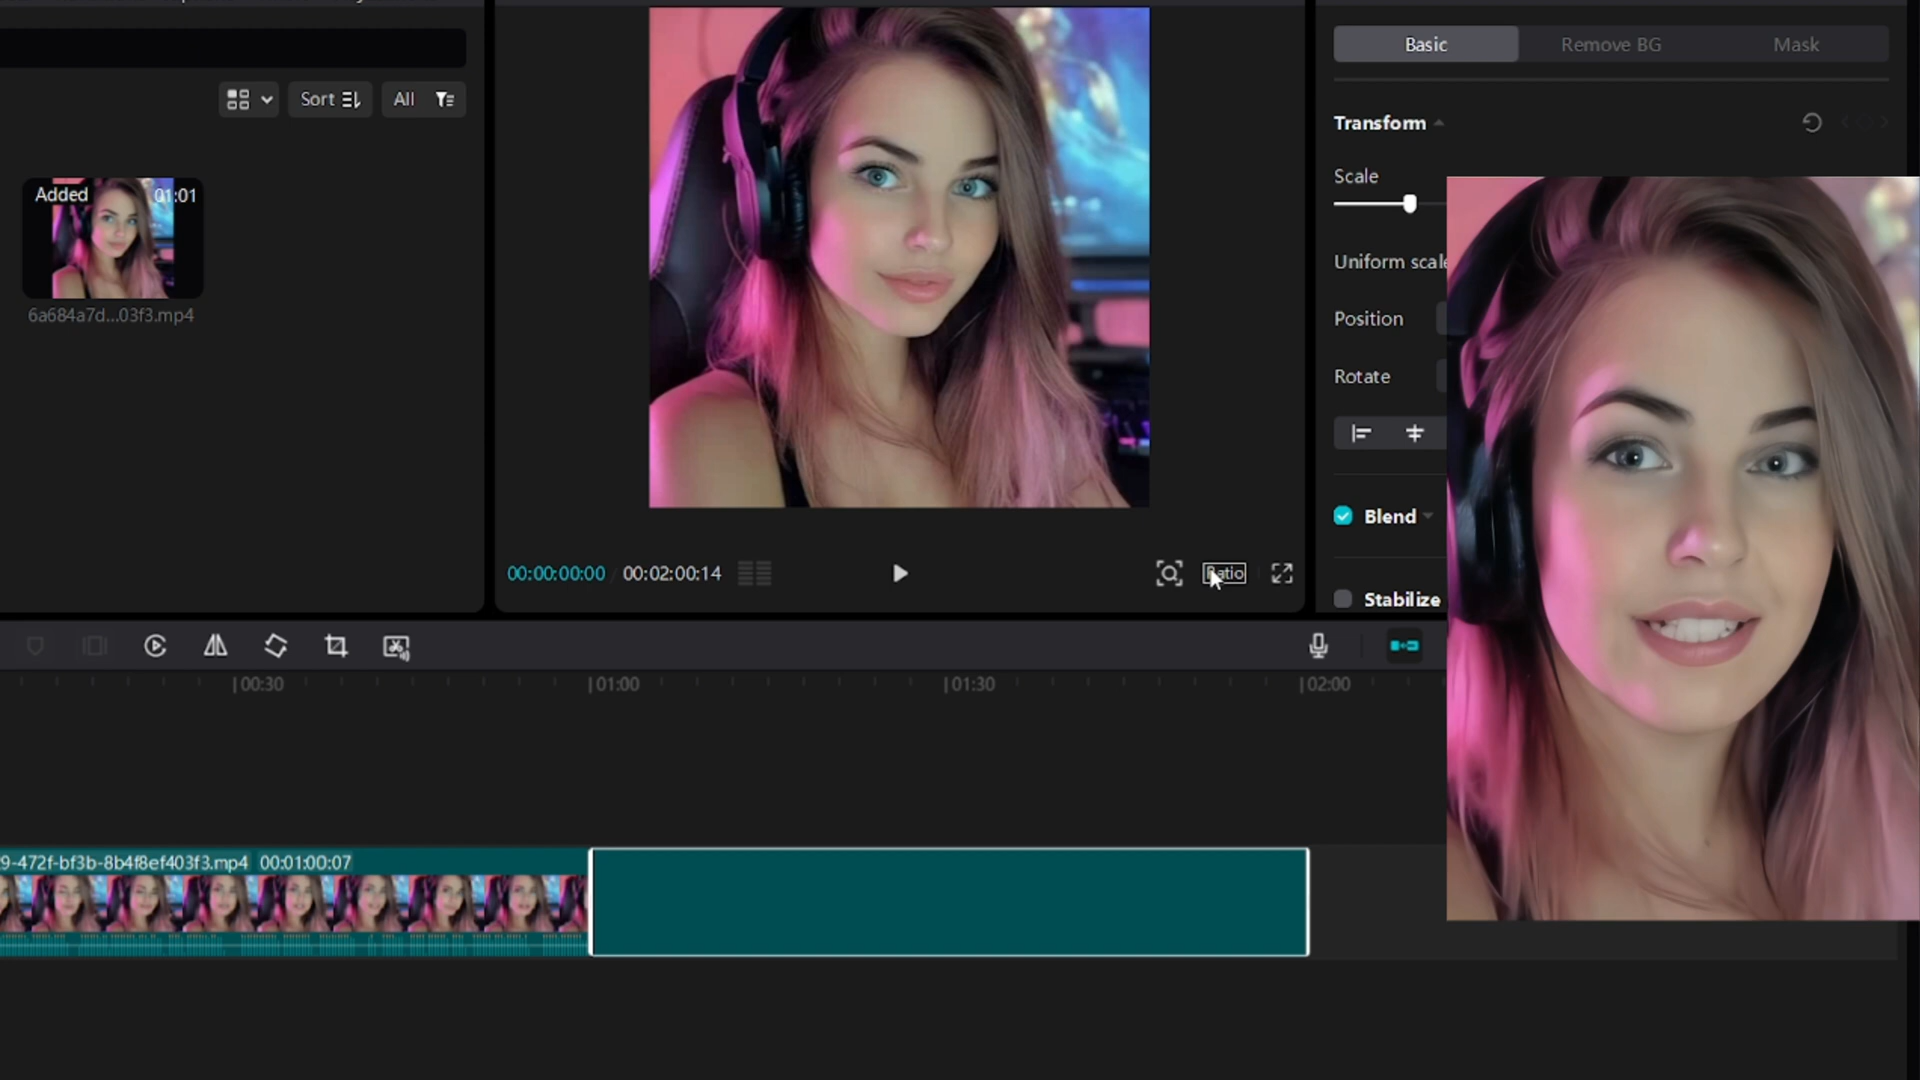 Sort
All
Added
01:01
6a684a7d...03f3.mp4
00:00:00:00
00:02:00:14
Ratio
Basic
Remove BG
Mask
Transform
Scale
Uniform scale
Position
Rotate
Blend
Stabilize
00:30
01:00
01:30
02:00
9-472f-bf3b-8b4f8ef403f3.mp4 00:01:00:07